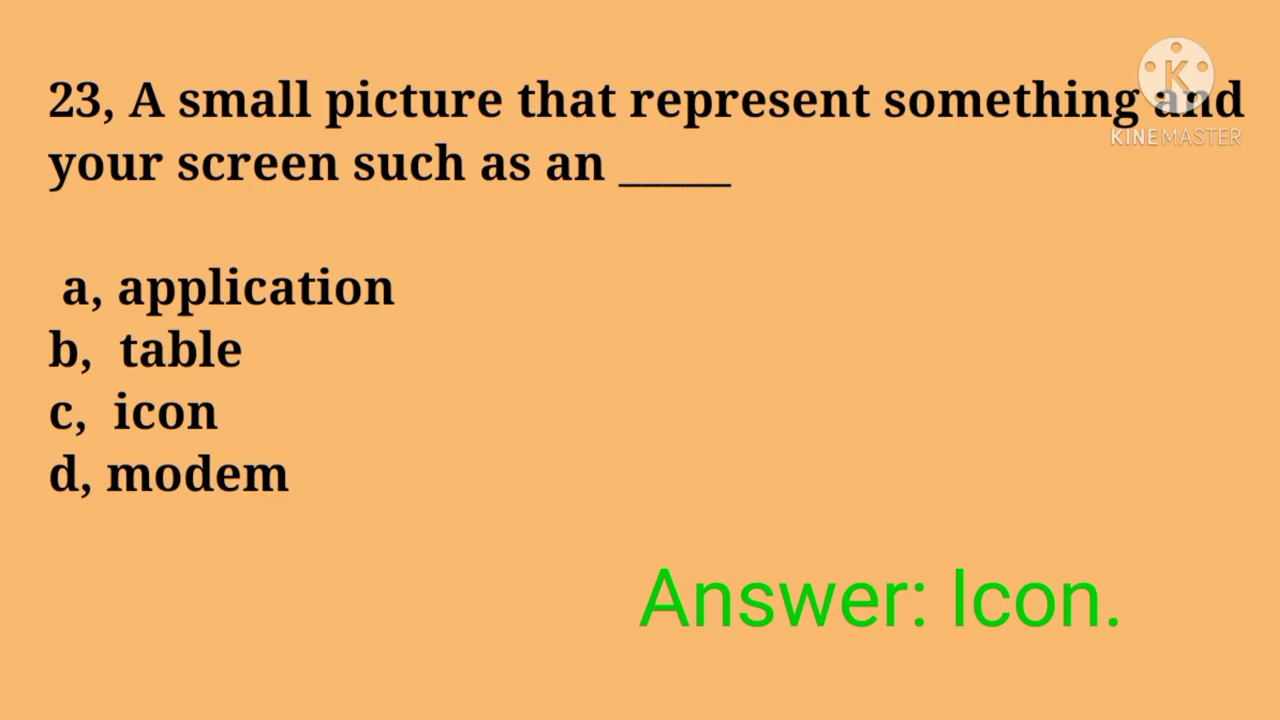 23, A small picture that represent something and
your screen such as an _____
a, application
b, table
c, icon
d, modem
Answer: Icon.
K
KINEMASTER